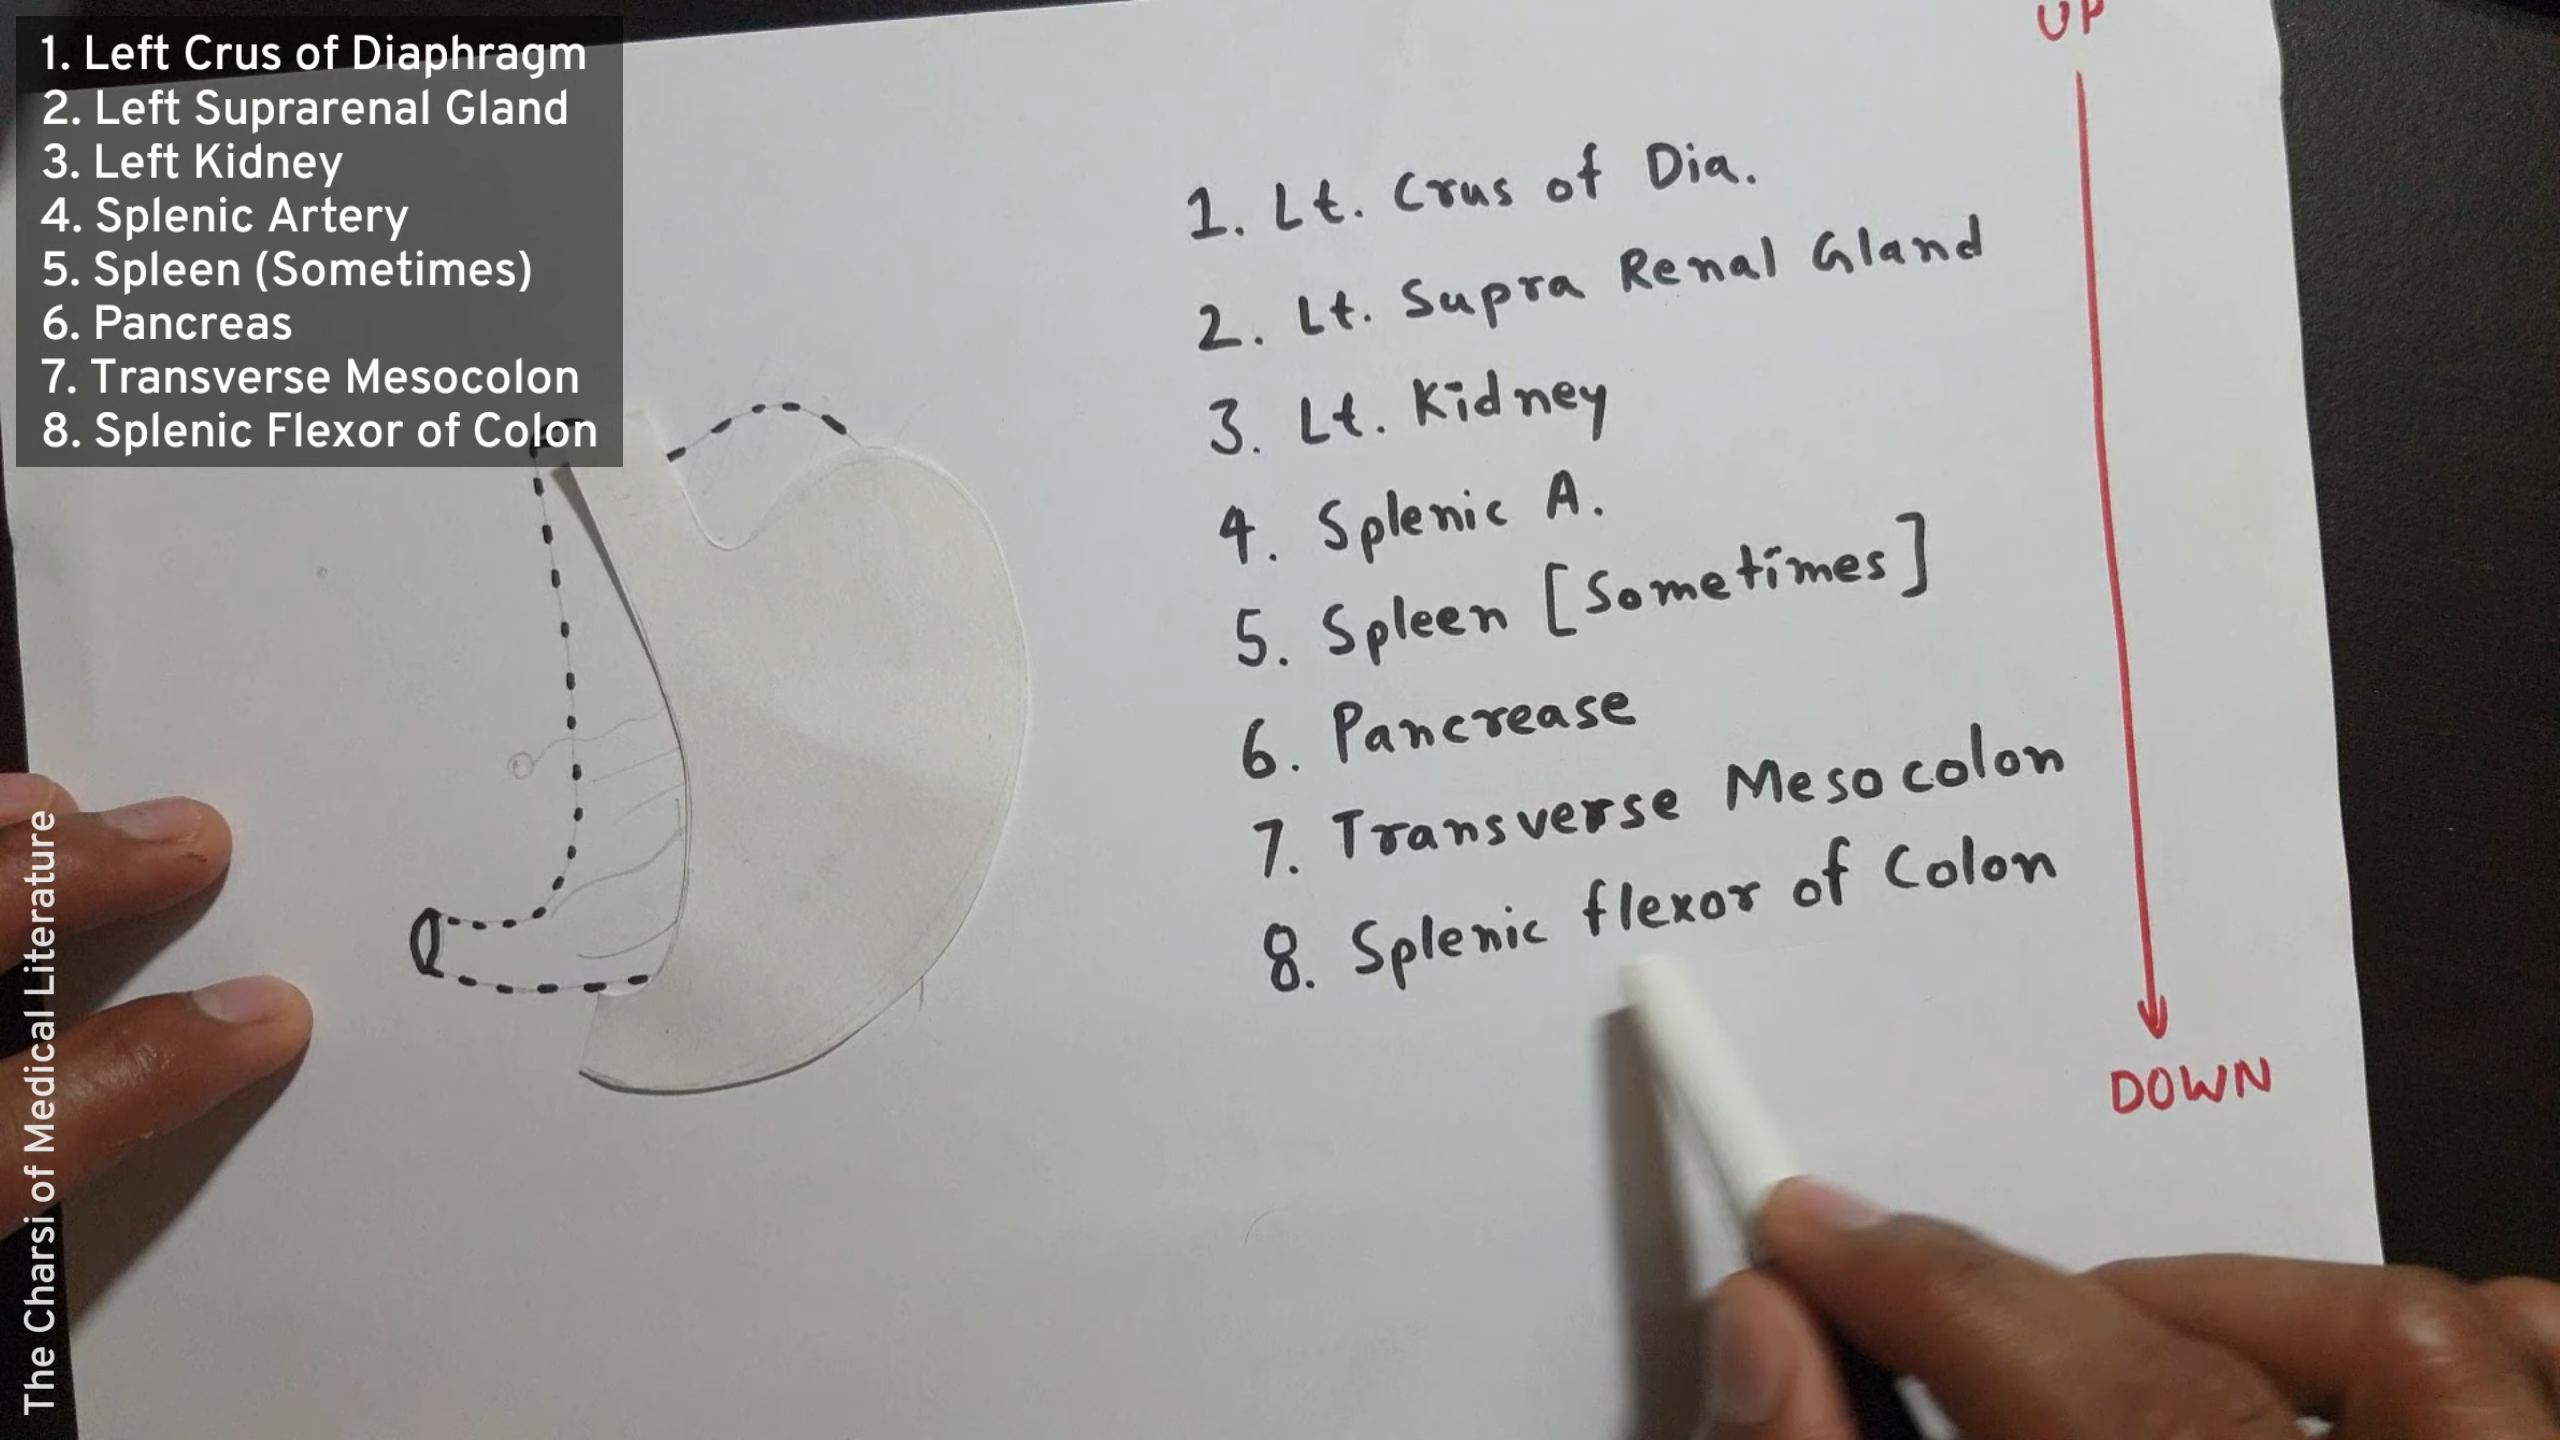 1. Left Crus of Diaphragm
2. Left Suprarenal Gland
3. Left Kidney
4. Splenic Artery
5. Spleen (Sometimes)
6. Pancreas
7. Transverse Mesocolon
8. Splenic Flexor of Colon
UP
1. Lt. Crus of Dia.
2. Lt. Supra Renal Gland
3. Lt. Kidney
4. Splenic A.
5. Spleen [Sometimes]
6. Pancrease
7. Transverse Mesocolon
8. Splenic flexor of Colon
DOWN
The Charsi of Medical Literature